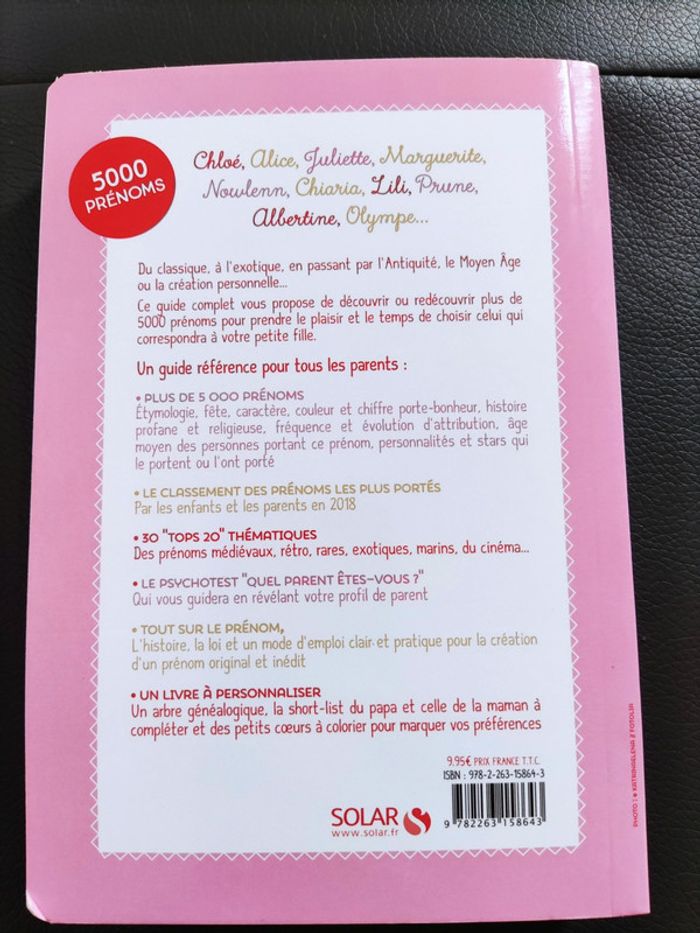 5000
PRÉNOMS
Chloé, Alice, Juliette, Marguerite,
Nowlenn, Chiaria, Lili, Prune,
Albertine, Olympe...
Du classique, à l'exotique, en passant par l'Antiquité, le Moyen Âge
ou la création personnelle...
Ce guide complet vous propose de découvrir ou redécouvrir plus de
5000 prénoms pour prendre le plaisir et le temps de choisir celui qui
correspondra à votre petite fille.
Un guide référence pour tous les parents :
• PLUS DE 5 000 PRÉNOMS
Étymologie, fête, caractère, couleur et chiffre porte-bonheur, histoire
profane et religieuse, fréquence et évolution d'attribution, âge
moyen des personnes portant ce prénom, personnalités et stars qui
le portent ou l'ont porté
• LE CLASSEMENT DES PRÉNOMS LES PLUS PORTÉS
Par les enfants et les parents en 2018
• 30 "TOPS 20" THÉMATIQUES
Des prénoms médiévaux, rétro, rares, exotiques, marins, du cinéma...
• LE PSYCHOTEST "QUEL PARENT ÊTES-VOUS ?"
Qui vous guidera en révélant votre profil de parent
• TOUT SUR LE PRÉNOM,
L'histoire, la loi et un mode d'emploi clair et pratique pour la création
d'un prénom original et inédit
• UN LIVRE À PERSONNALISER
Un arbre généalogique, la short-list du papa et celle de la maman à
compléter et des petits cœurs à colorier pour marquer vos préférences
9,95€ PRIX FRANCE T.T.C.
ISBN : 978-2-263-15864-3
9 782263 158643
SOLAR
www.solar.fr
PHOTO : © KATRINAELENA / FOTOLIA